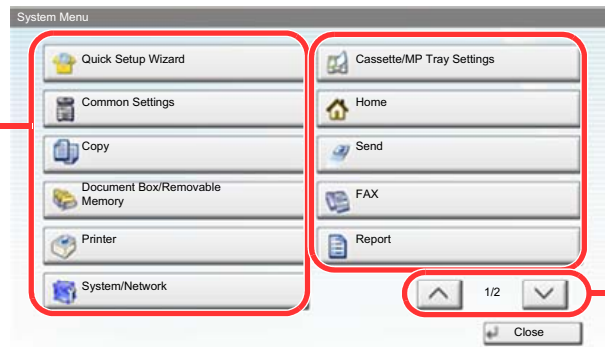 System Menu
Quick Setup Wizard
Cassette/MP Tray Settings
Common Settings
Home
Copy
Send
Document Box/Removable
Memory
FAX
Printer
Report
System/Network
1/2
Close